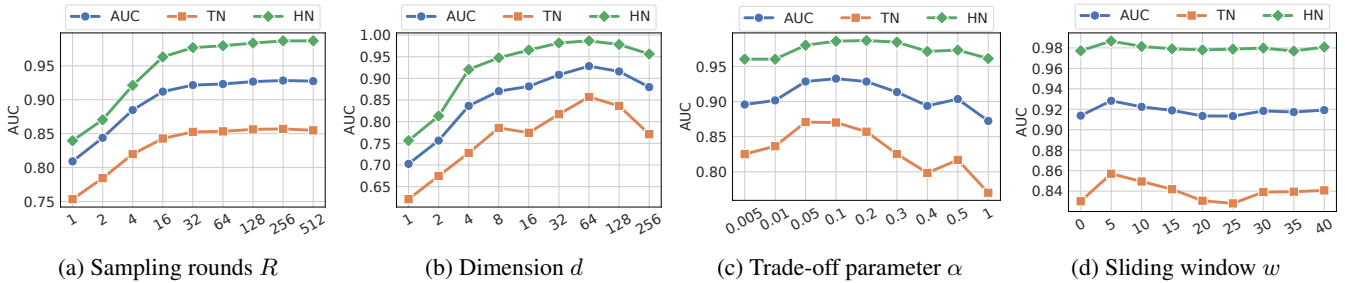 AUC TN HN
AUC
0.95
0.90
0.85
0.80
0.75
1 2 4 16 32 64 128 256 512
(a) Sampling rounds R
AUC TN HN
AUC
1.00
0.95
0.90
0.85
0.80
0.75
0.70
0.65
1 2 4 8 16 32 64 128 256
(b) Dimension d
AUC TN HN
AUC
0.95
0.90
0.85
0.80
0.005 0.01 0.05 0.1 0.2 0.3 0.4 0.5 1
(c) Trade-off parameter α
AUC TN HN
AUC
0.98
0.96
0.94
0.92
0.90
0.88
0.86
0.84
0 5 10 15 20 25 30 35 40
(d) Sliding window w